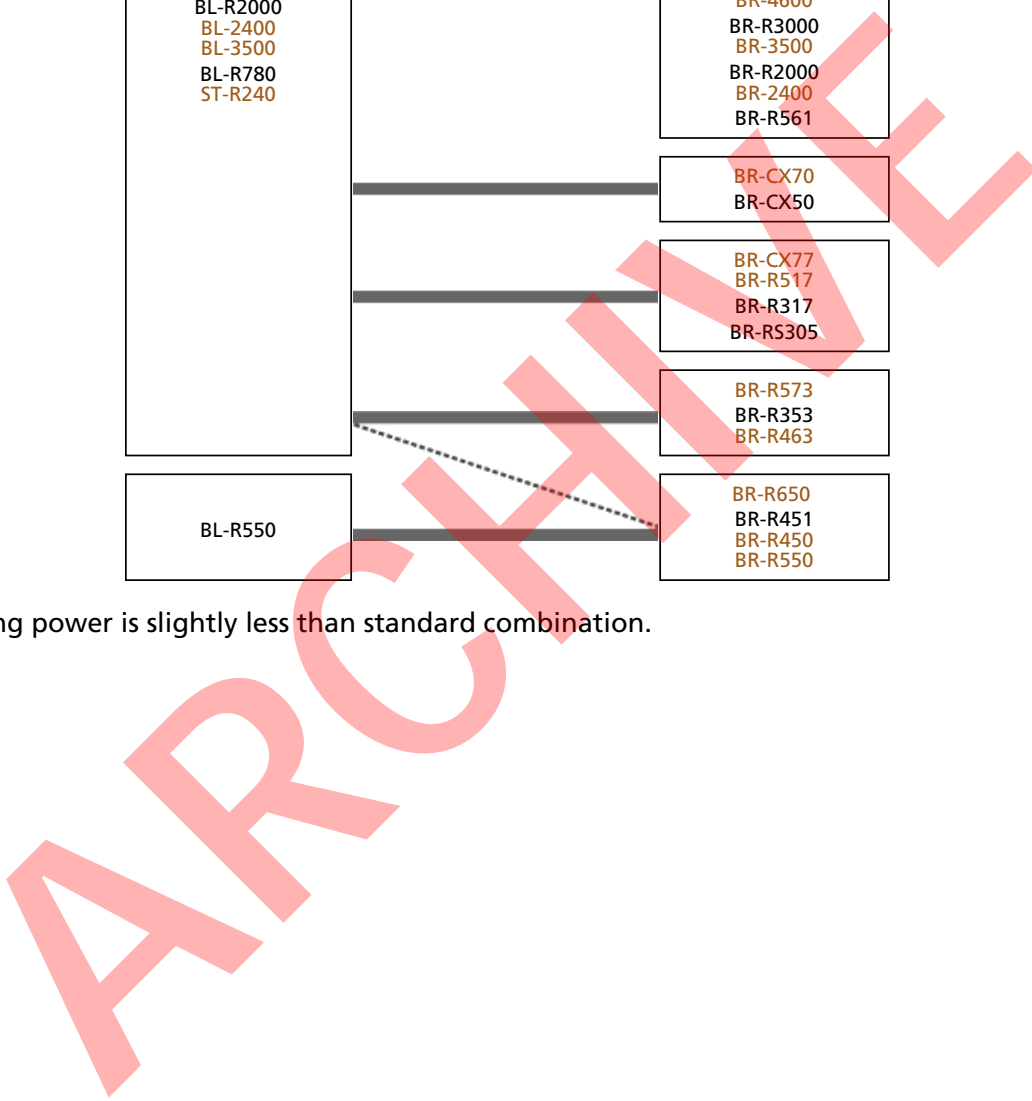 BL-R2000
BL-2400
BL-3500
BL-R780
ST-R240
BR-4600
BR-R3000
BR-3500
BR-R2000
BR-2400
BR-R561
BR-CX70
BR-CX50
BR-CX77
BR-R517
BR-R317
BR-RS305
BR-R573
BR-R353
BR-R463
BL-R550
BR-R650
BR-R451
BR-R450
BR-R550
power is slightly less than standard combination.
ARCHIVE